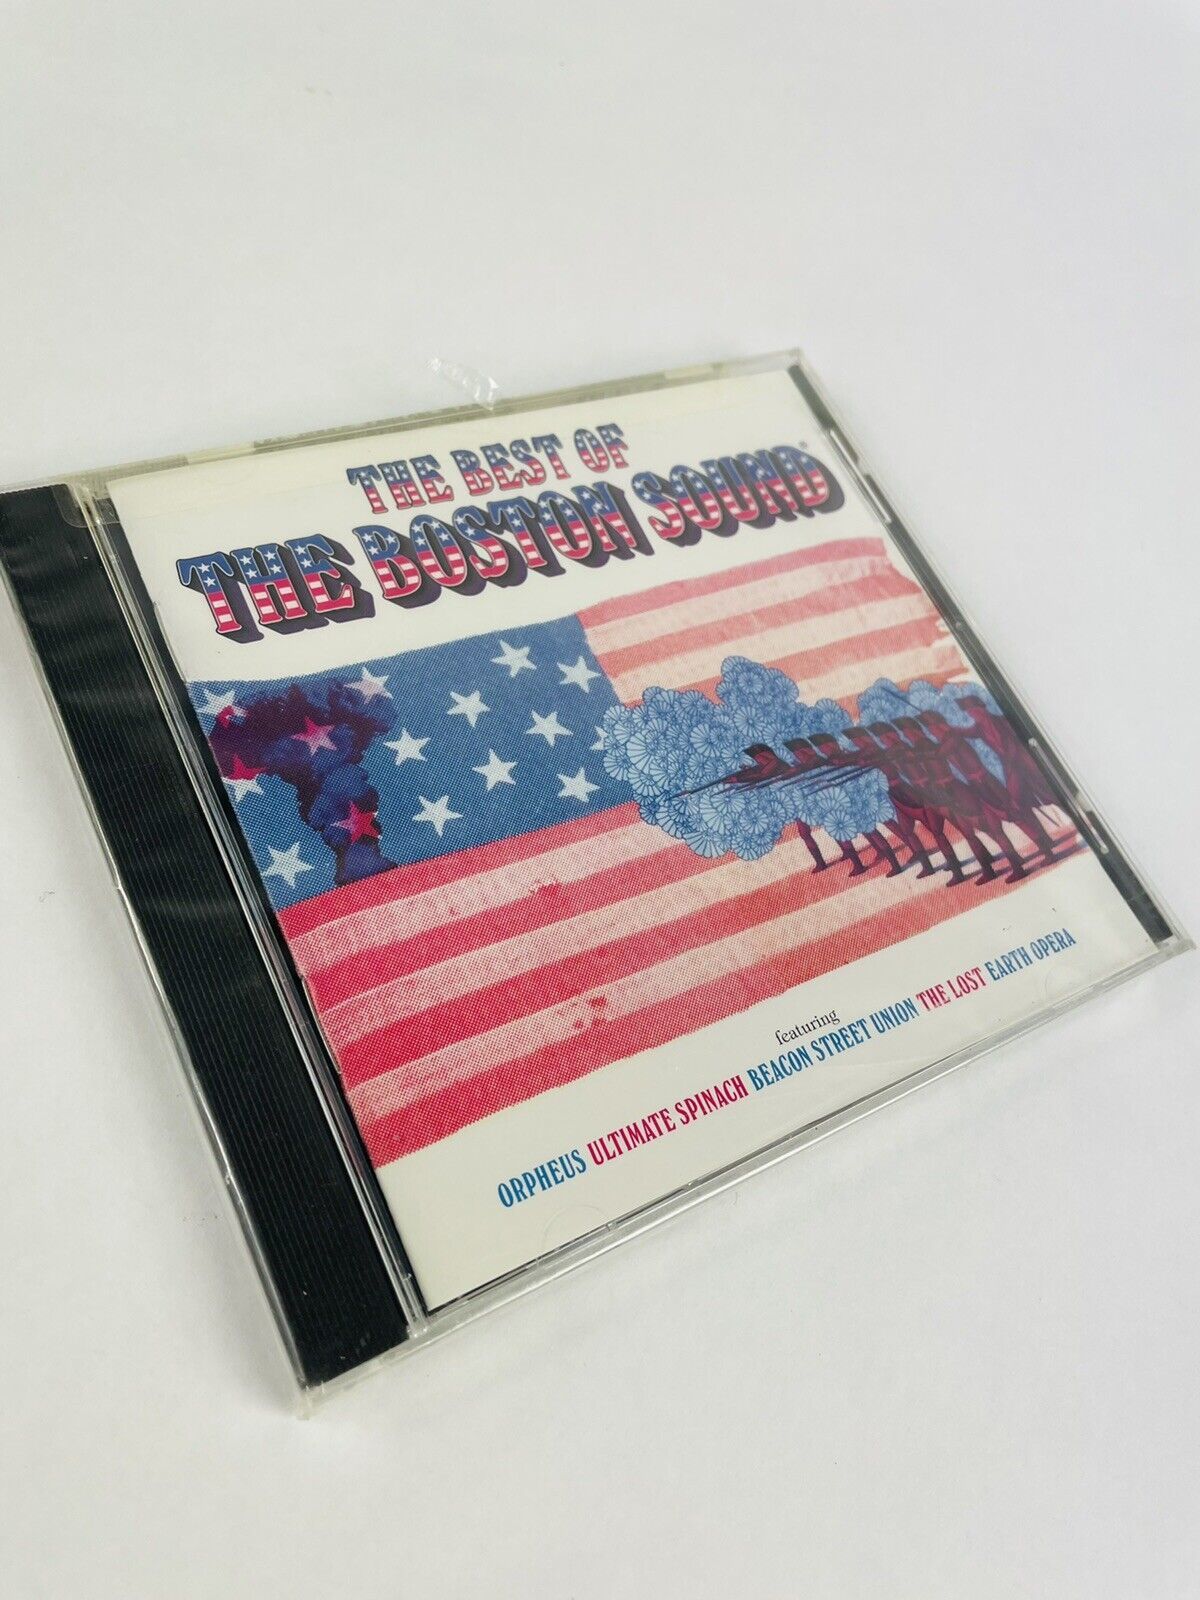 THE BEST OF
THE BOSTON SOUND
featuring
ORPHEUS ULTIMATE SPINACH BEACON STREET UNION THE LOST EARTH OPERA